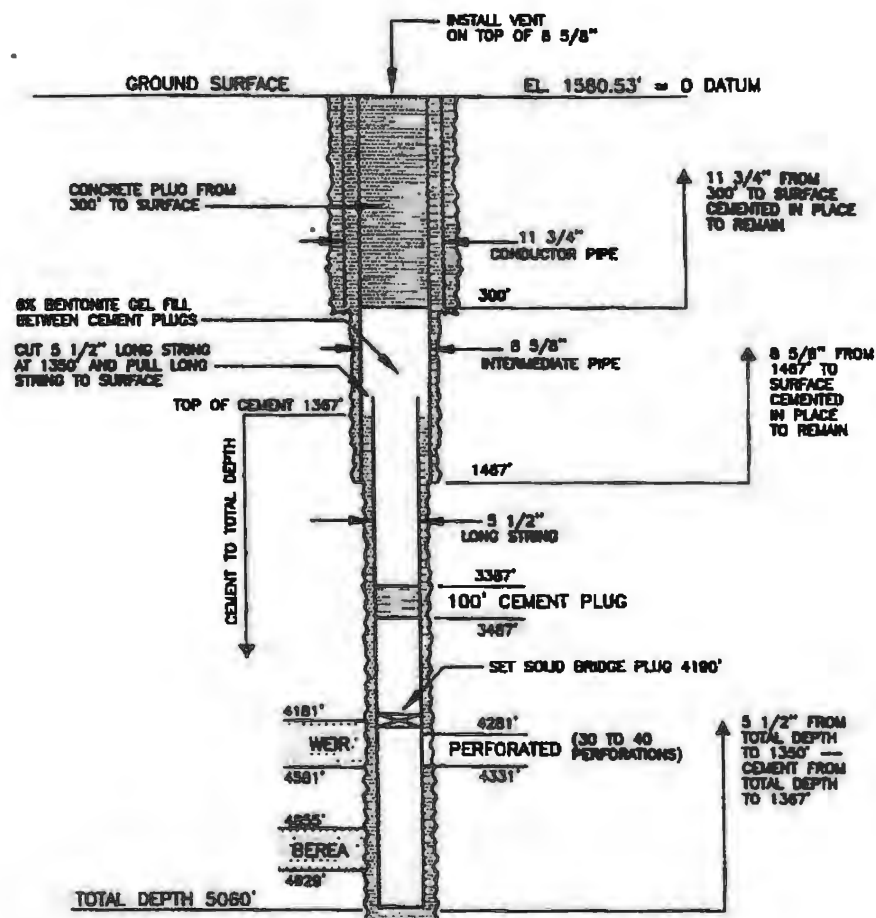 INSTALL VENT
ON TOP OF 8 5/8"
GROUND SURFACE
EL. 1580.53' = 0 DATUM
CONCRETE PLUG FROM
300' TO SURFACE
11 3/4" FROM
300' TO SURFACE
CEMENTED IN PLACE
TO REMAIN
11 3/4"
CONDUCTOR PIPE
300'
6% BENTONITE GEL FILL
BETWEEN CEMENT PLUGS
CUT 5 1/2" LONG STRING
AT 1350' AND PULL LONG
STRING TO SURFACE
8 5/8"
INTERMEDIATE PIPE
8 5/8" FROM
1467' TO
SURFACE
CEMENTED
IN PLACE
TO REMAIN
TOP OF CEMENT 1367'
CEMENT TO TOTAL DEPTH
1467'
5 1/2"
LONG STRING
3387'
100' CEMENT PLUG
3487'
SET SOLID BRIDGE PLUG 4190'
4181'
WEIR
4281'
PERFORATED (30 TO 40
PERFORATIONS)
4331'
5 1/2" FROM
TOTAL DEPTH
TO 1350' —
CEMENT FROM
TOTAL DEPTH
TO 1367'
BEREA
TOTAL DEPTH 5060'